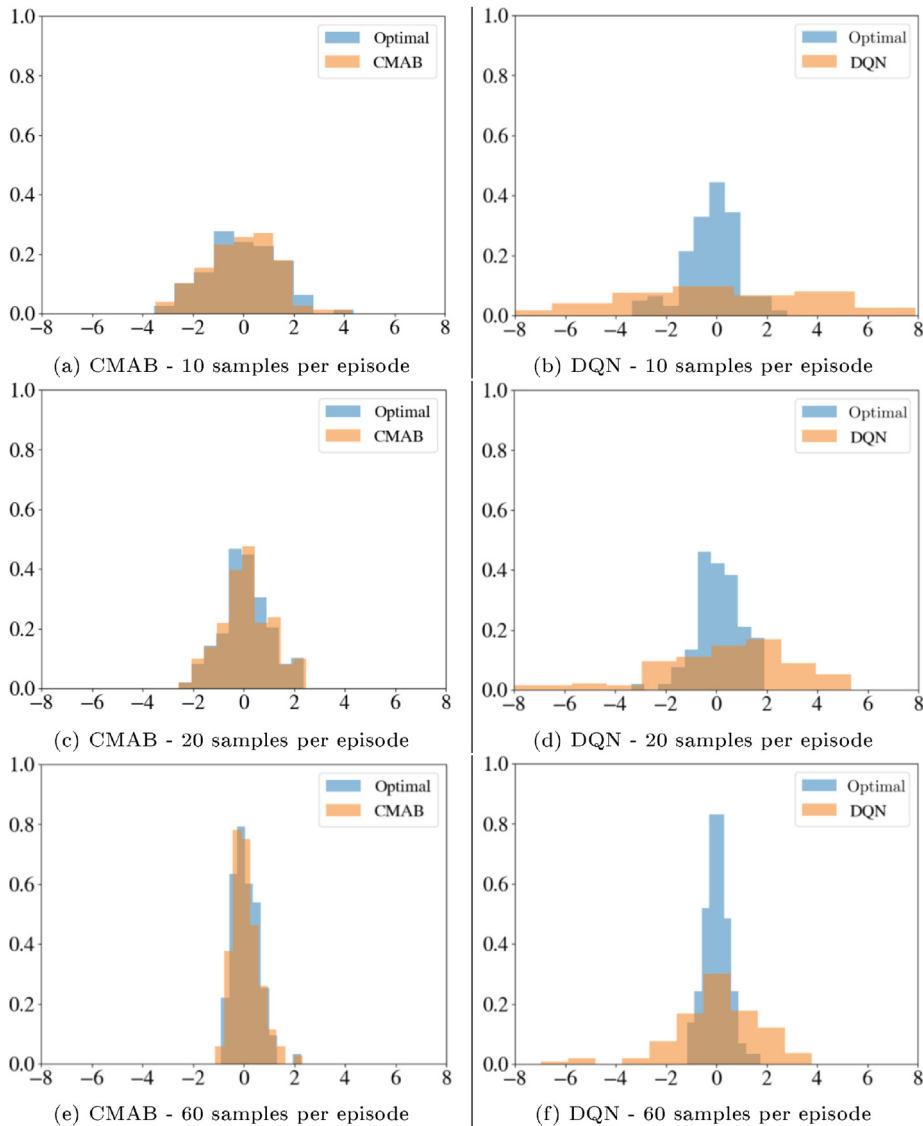 1.0
0.8
0.6
0.4
0.2
0.0
−8 −6 −4 −2 0 2 4 6 8
Optimal
CMAB
(a) CMAB - 10 samples per episode
1.0
0.8
0.6
0.4
0.2
0.0
−8 −6 −4 −2 0 2 4 6 8
Optimal
DQN
(b) DQN - 10 samples per episode
1.0
0.8
0.6
0.4
0.2
0.0
−8 −6 −4 −2 0 2 4 6 8
Optimal
CMAB
(c) CMAB - 20 samples per episode
1.0
0.8
0.6
0.4
0.2
0.0
−8 −6 −4 −2 0 2 4 6 8
Optimal
DQN
(d) DQN - 20 samples per episode
1.0
0.8
0.6
0.4
0.2
0.0
−8 −6 −4 −2 0 2 4 6 8
Optimal
CMAB
(e) CMAB - 60 samples per episode
1.0
0.8
0.6
0.4
0.2
0.0
−8 −6 −4 −2 0 2 4 6 8
Optimal
DQN
(f) DQN - 60 samples per episode